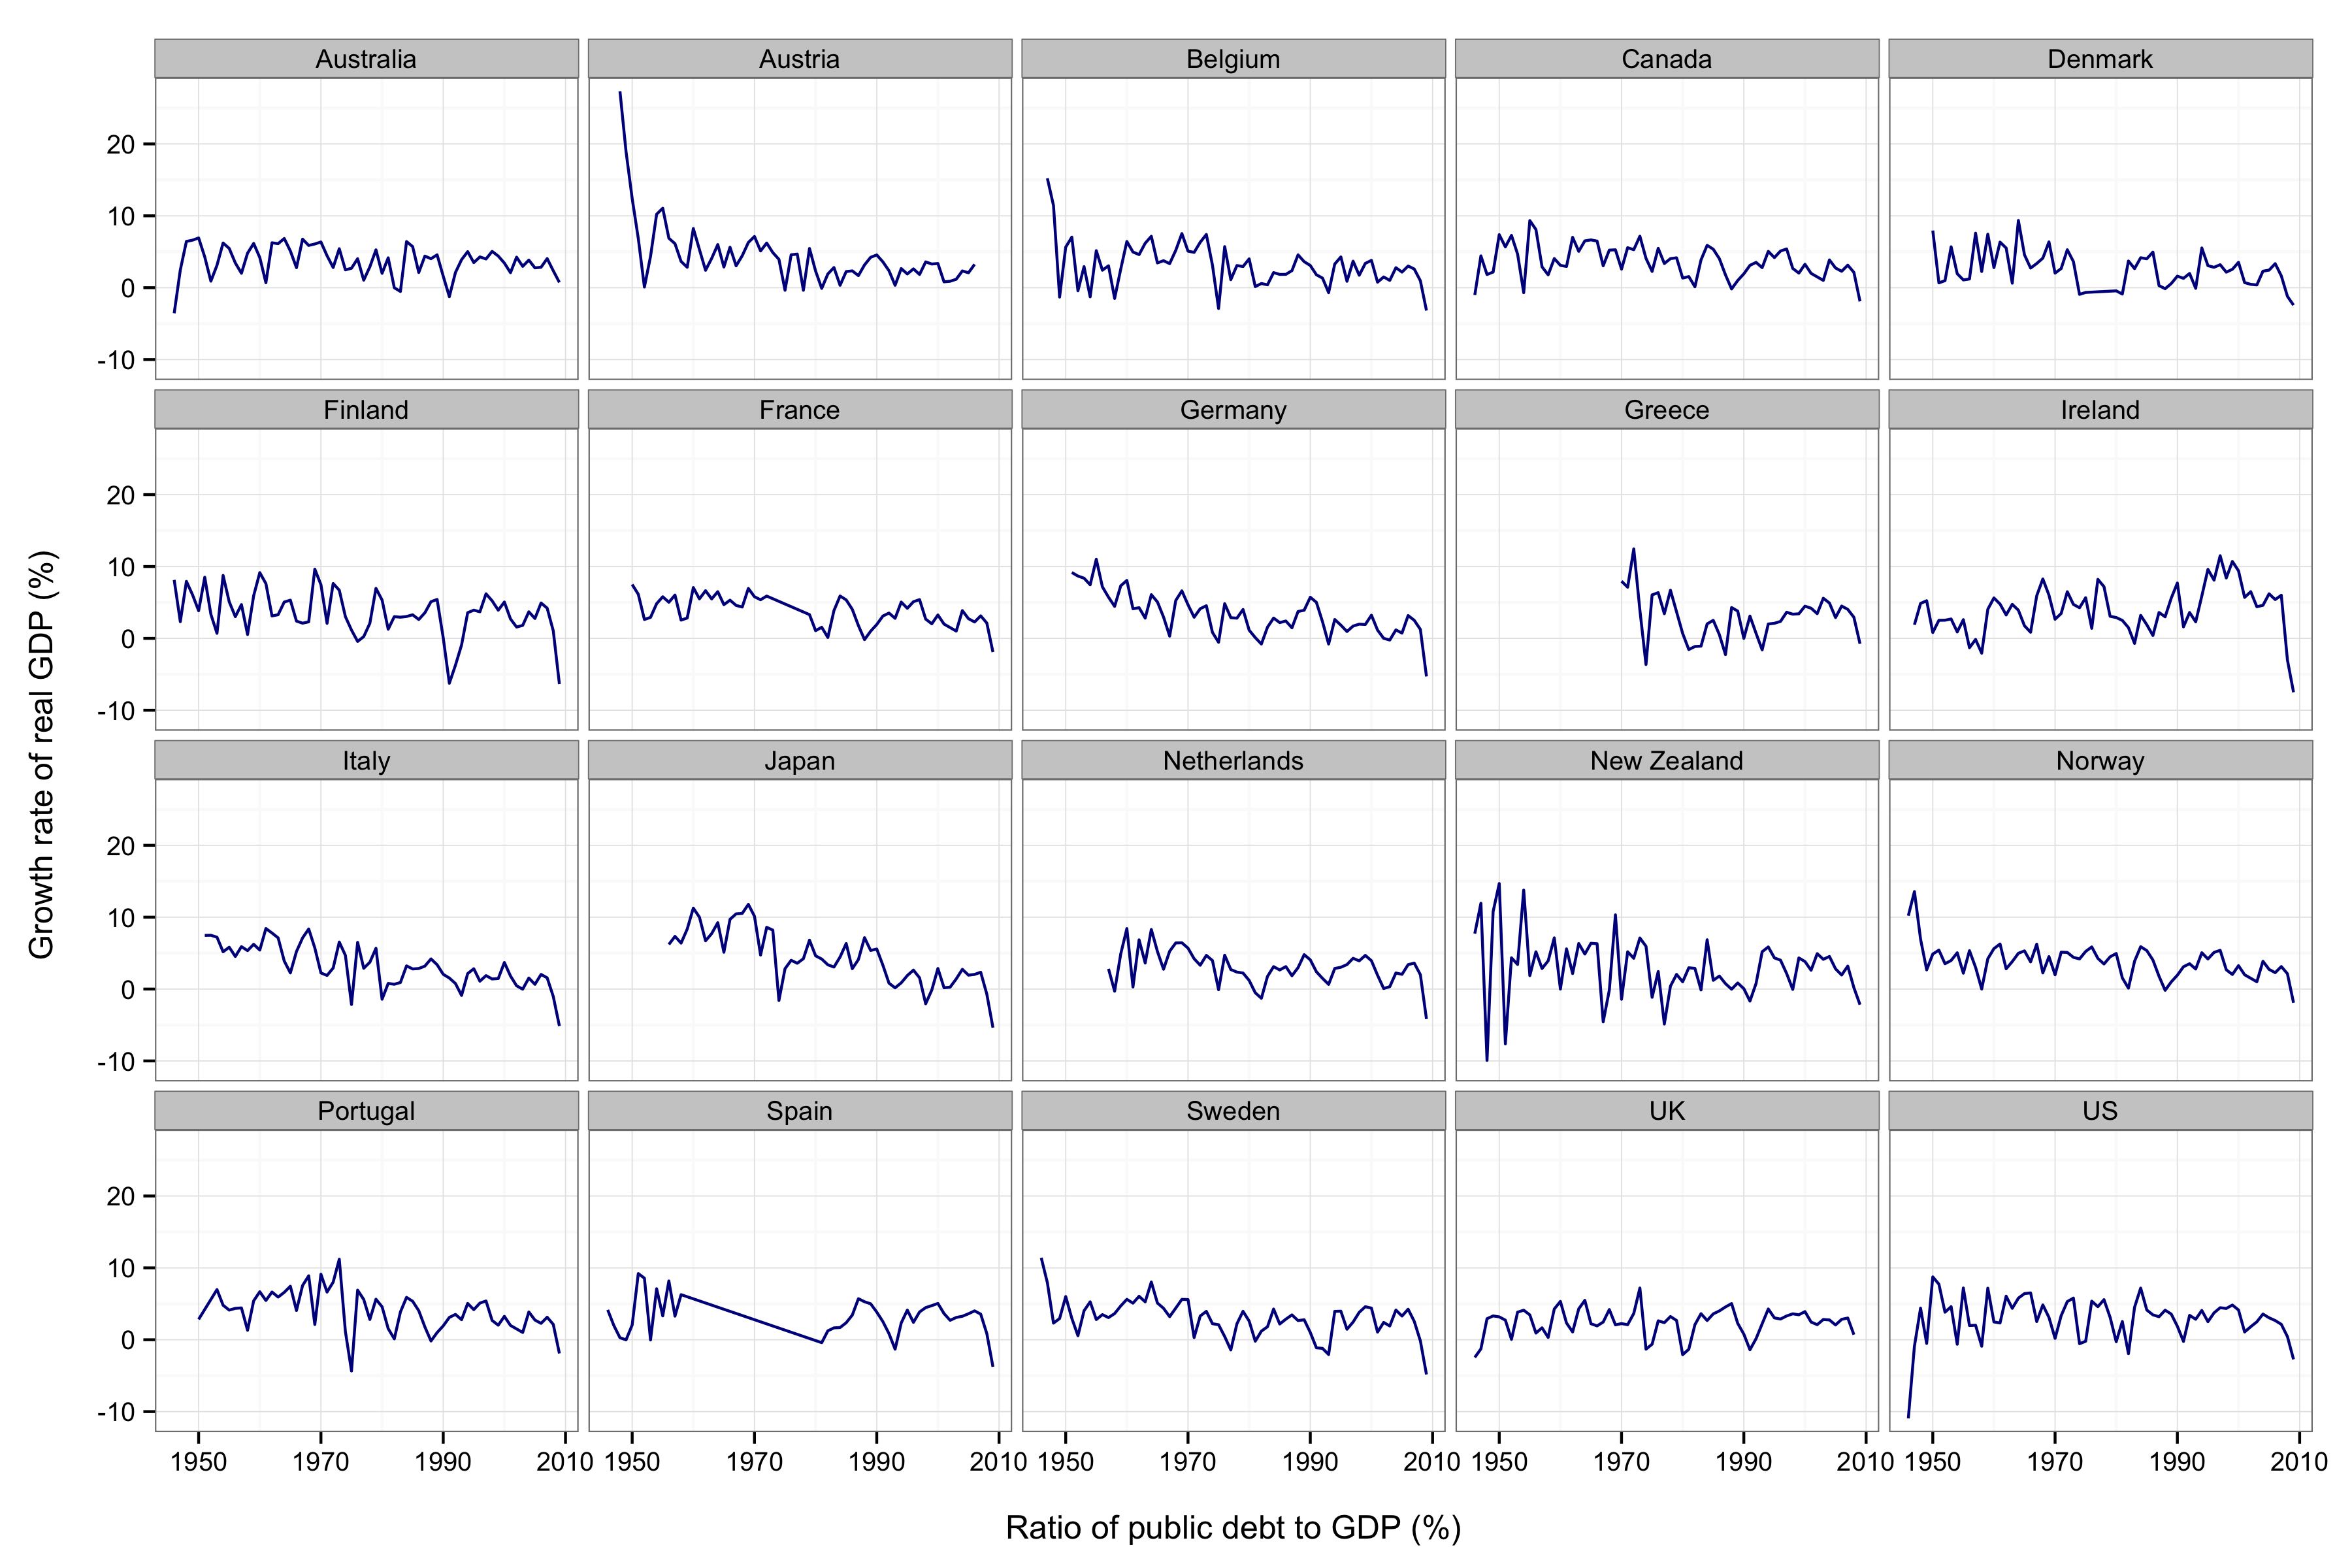 Australia Austria Belgium Canada Denmark
20
10
0
-10
Finland France Germany Greece Ireland
20
10
0
-10
Italy Japan Netherlands New Zealand Norway
20
10
0
-10
Portugal Spain Sweden UK US
20
10
0
-10
1950 1970 1990 2010 1950 1970 1990 2010 1950 1970 1990 2010 1950 1970 1990 2010 1950 1970 1990 2010
Growth rate of real GDP (%)
Ratio of public debt to GDP (%)